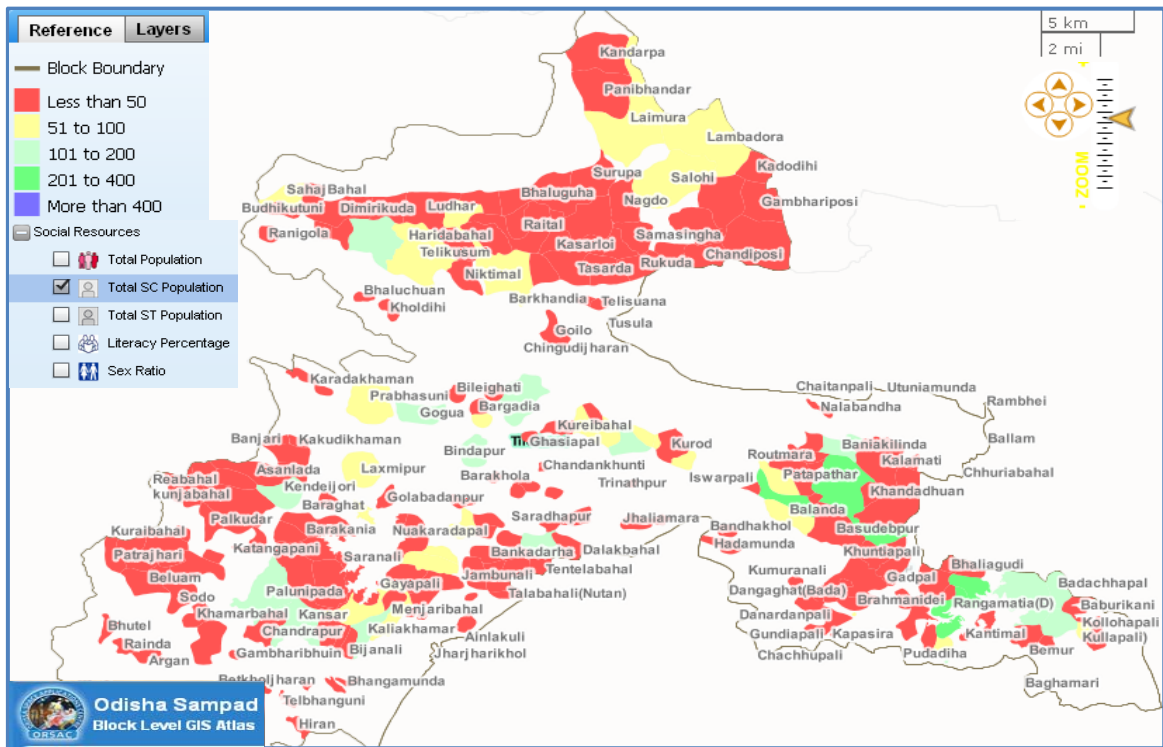 Reference
Layers
Block Boundary
Less than 50
51 to 100
101 to 200
201 to 400
More than 400
Social Resources
Total Population
Total SC Population
Total ST Population
Literacy Percentage
Sex Ratio
5 km
2 mi
ZOOM
Kandarpa
Panibhandar
Laimura
Lambadora
Kadodihi
Surupa
Salohi
SahajBahal
Bhaluguha
Gambhariposi
Budhikutuni
Dimirikuda
Ludhar
Nagdo
Raital
Ranigola
Haridabahal
Samasingha
Kasarloi
Telikusum
Chandiposi
Niktimal
Tasarda
Rukuda
Bhaluchuan
Barkhandia
Telisuana
Kholdihi
Tusula
Goilo
Chingudijharan
Karadakhaman
Bileighati
Chaitanpali
Utuniamunda
Prabhasuni
Rambhei
Gogua
Bargadia
Nalabandha
Kureibahal
Banjari
Kakudikhaman
Ti
Ghasiapal
Kurod
Baniakilinda
Ballam
Bindapur
Routmara
Kalamati
Asanlada
Laxmipur
Chandankhunti
Reabahal
Kendeijori
Barakhola
Iswarpali
Patapathar
Chhuriabahal
Trinathpur
kunjabahal
Golabadanpur
Khandadhuan
Baraghat
Balanda
Palkudar
Saradhapur
Jhaliamara
Kuraibahal
Barakania
Nuakaradapal
Bandhakhol
Basudebpur
Patrajhari
Katangapani
Bankadarha
Dalakbahal
Hadamunda
Khuntiapali
Saranali
Tentelabahal
Bhaliagudi
Beluam
Gayapali
Jambunali
Kumuranali
Gadpal
Badachhapal
Sodo
Palunipada
Talabahali(Nutan)
Dangaghat(Bada)
Brahmanidei
Rangamatia(D)
Baburikani
Khamarbahal
Kansar
Menjaribahal
Danardanpali
Bhutel
Chandrapur
Kaliakhamar
Ainlakuli
Gundiapali
Kapasira
Kantimal
Kollohapali
Kullapali)
Rainda
Gambharibhuin
Bijanali
Jharjharikhol
Chachhupali
Pudadiha
Bemur
Argan
Betkholjharan
Bhangamunda
Baghamari
Telbhanguni
Hiran
ORSAC
Odisha Sampad
Block Level GIS Atlas